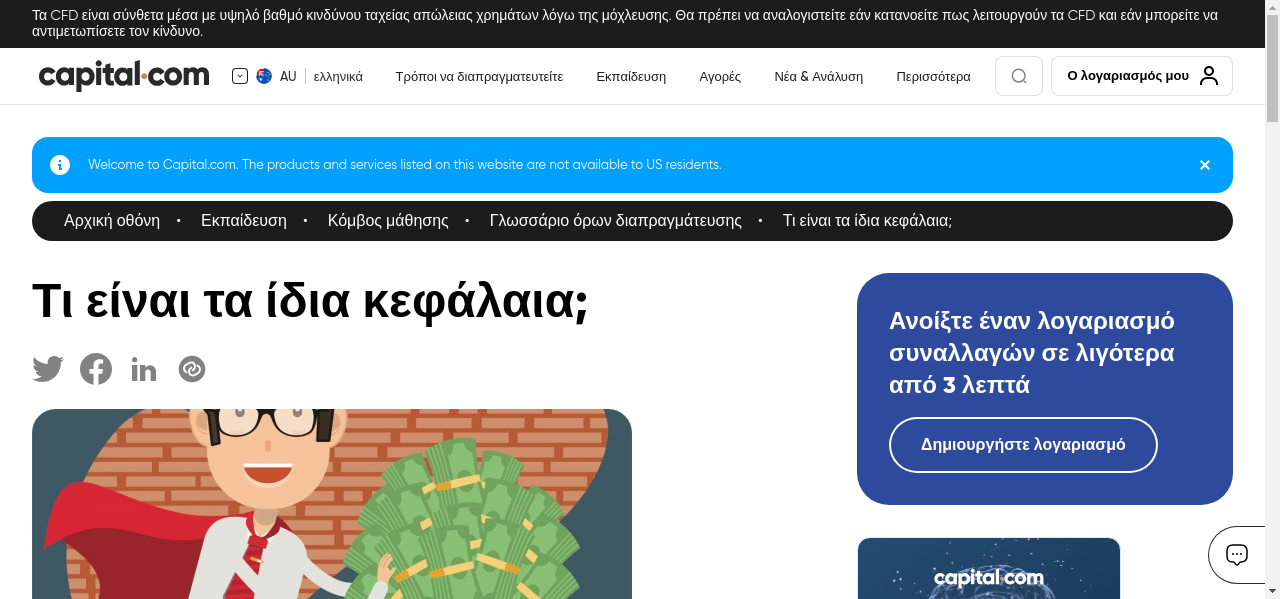 Τα CFD είναι σύνθετα μέσα με υψηλό βαθμό κινδύνου ταχείας απώλειας χρημάτων λόγω της μόχλευσης. Θα πρέπει να αναλογιστείτε εάν κατανοείτε πως λειτουργούν τα CFD και εάν μπορείτε να
αντιμετωπίσετε τον κίνδυνο.
capital.com
AU
ελληνικά
Τρόποι να διαπραγματευτείτε
Εκπαίδευση
Αγορές
Νέα & Ανάλυση
Περισσότερα
Ο λογαριασμός μου
Welcome to Capital.com. The products and services listed on this website are not available to US residents.
Αρχική οθόνη • Εκπαίδευση • Κόμβος μάθησης • Γλωσσάριο όρων διαπραγμάτευσης • Τι είναι τα ίδια κεφάλαια;
Τι είναι τα ίδια κεφάλαια;
Ανοίξτε έναν λογαριασμό
συναλλαγών σε λιγότερα
από 3 λεπτά
Δημιουργήστε λογαριασμό
capital.com